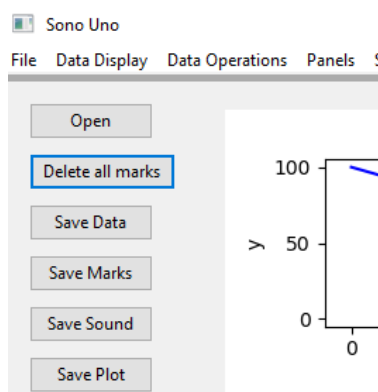 Sono Uno
File Data Display Data Operations Panels
Open
Delete all marks
Save Data
Save Marks
Save Sound
Save Plot
100
y
50
0
0